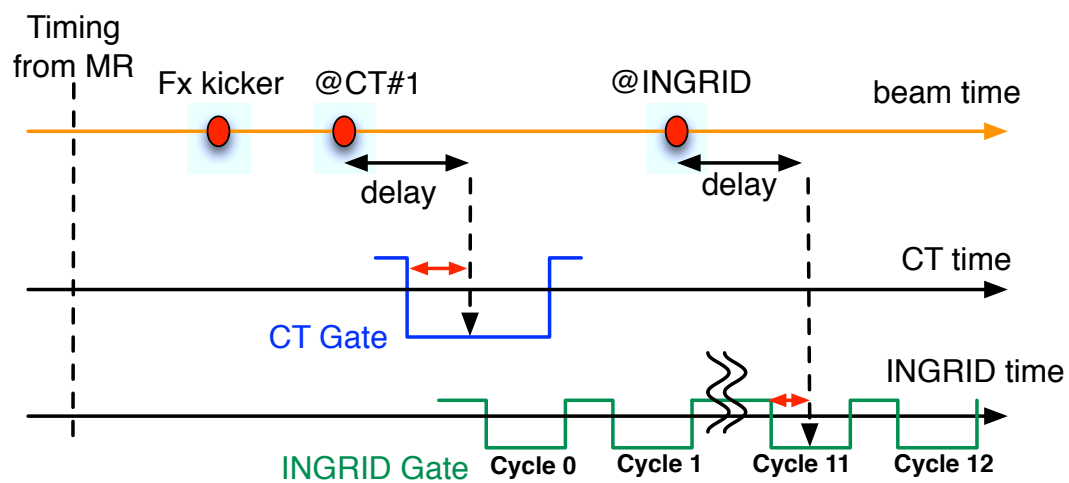 Timing
from MR
Fx kicker
@CT#1
@INGRID
beam time
delay
delay
CT time
CT Gate
INGRID time
INGRID Gate
Cycle 0
Cycle 1
Cycle 11
Cycle 12